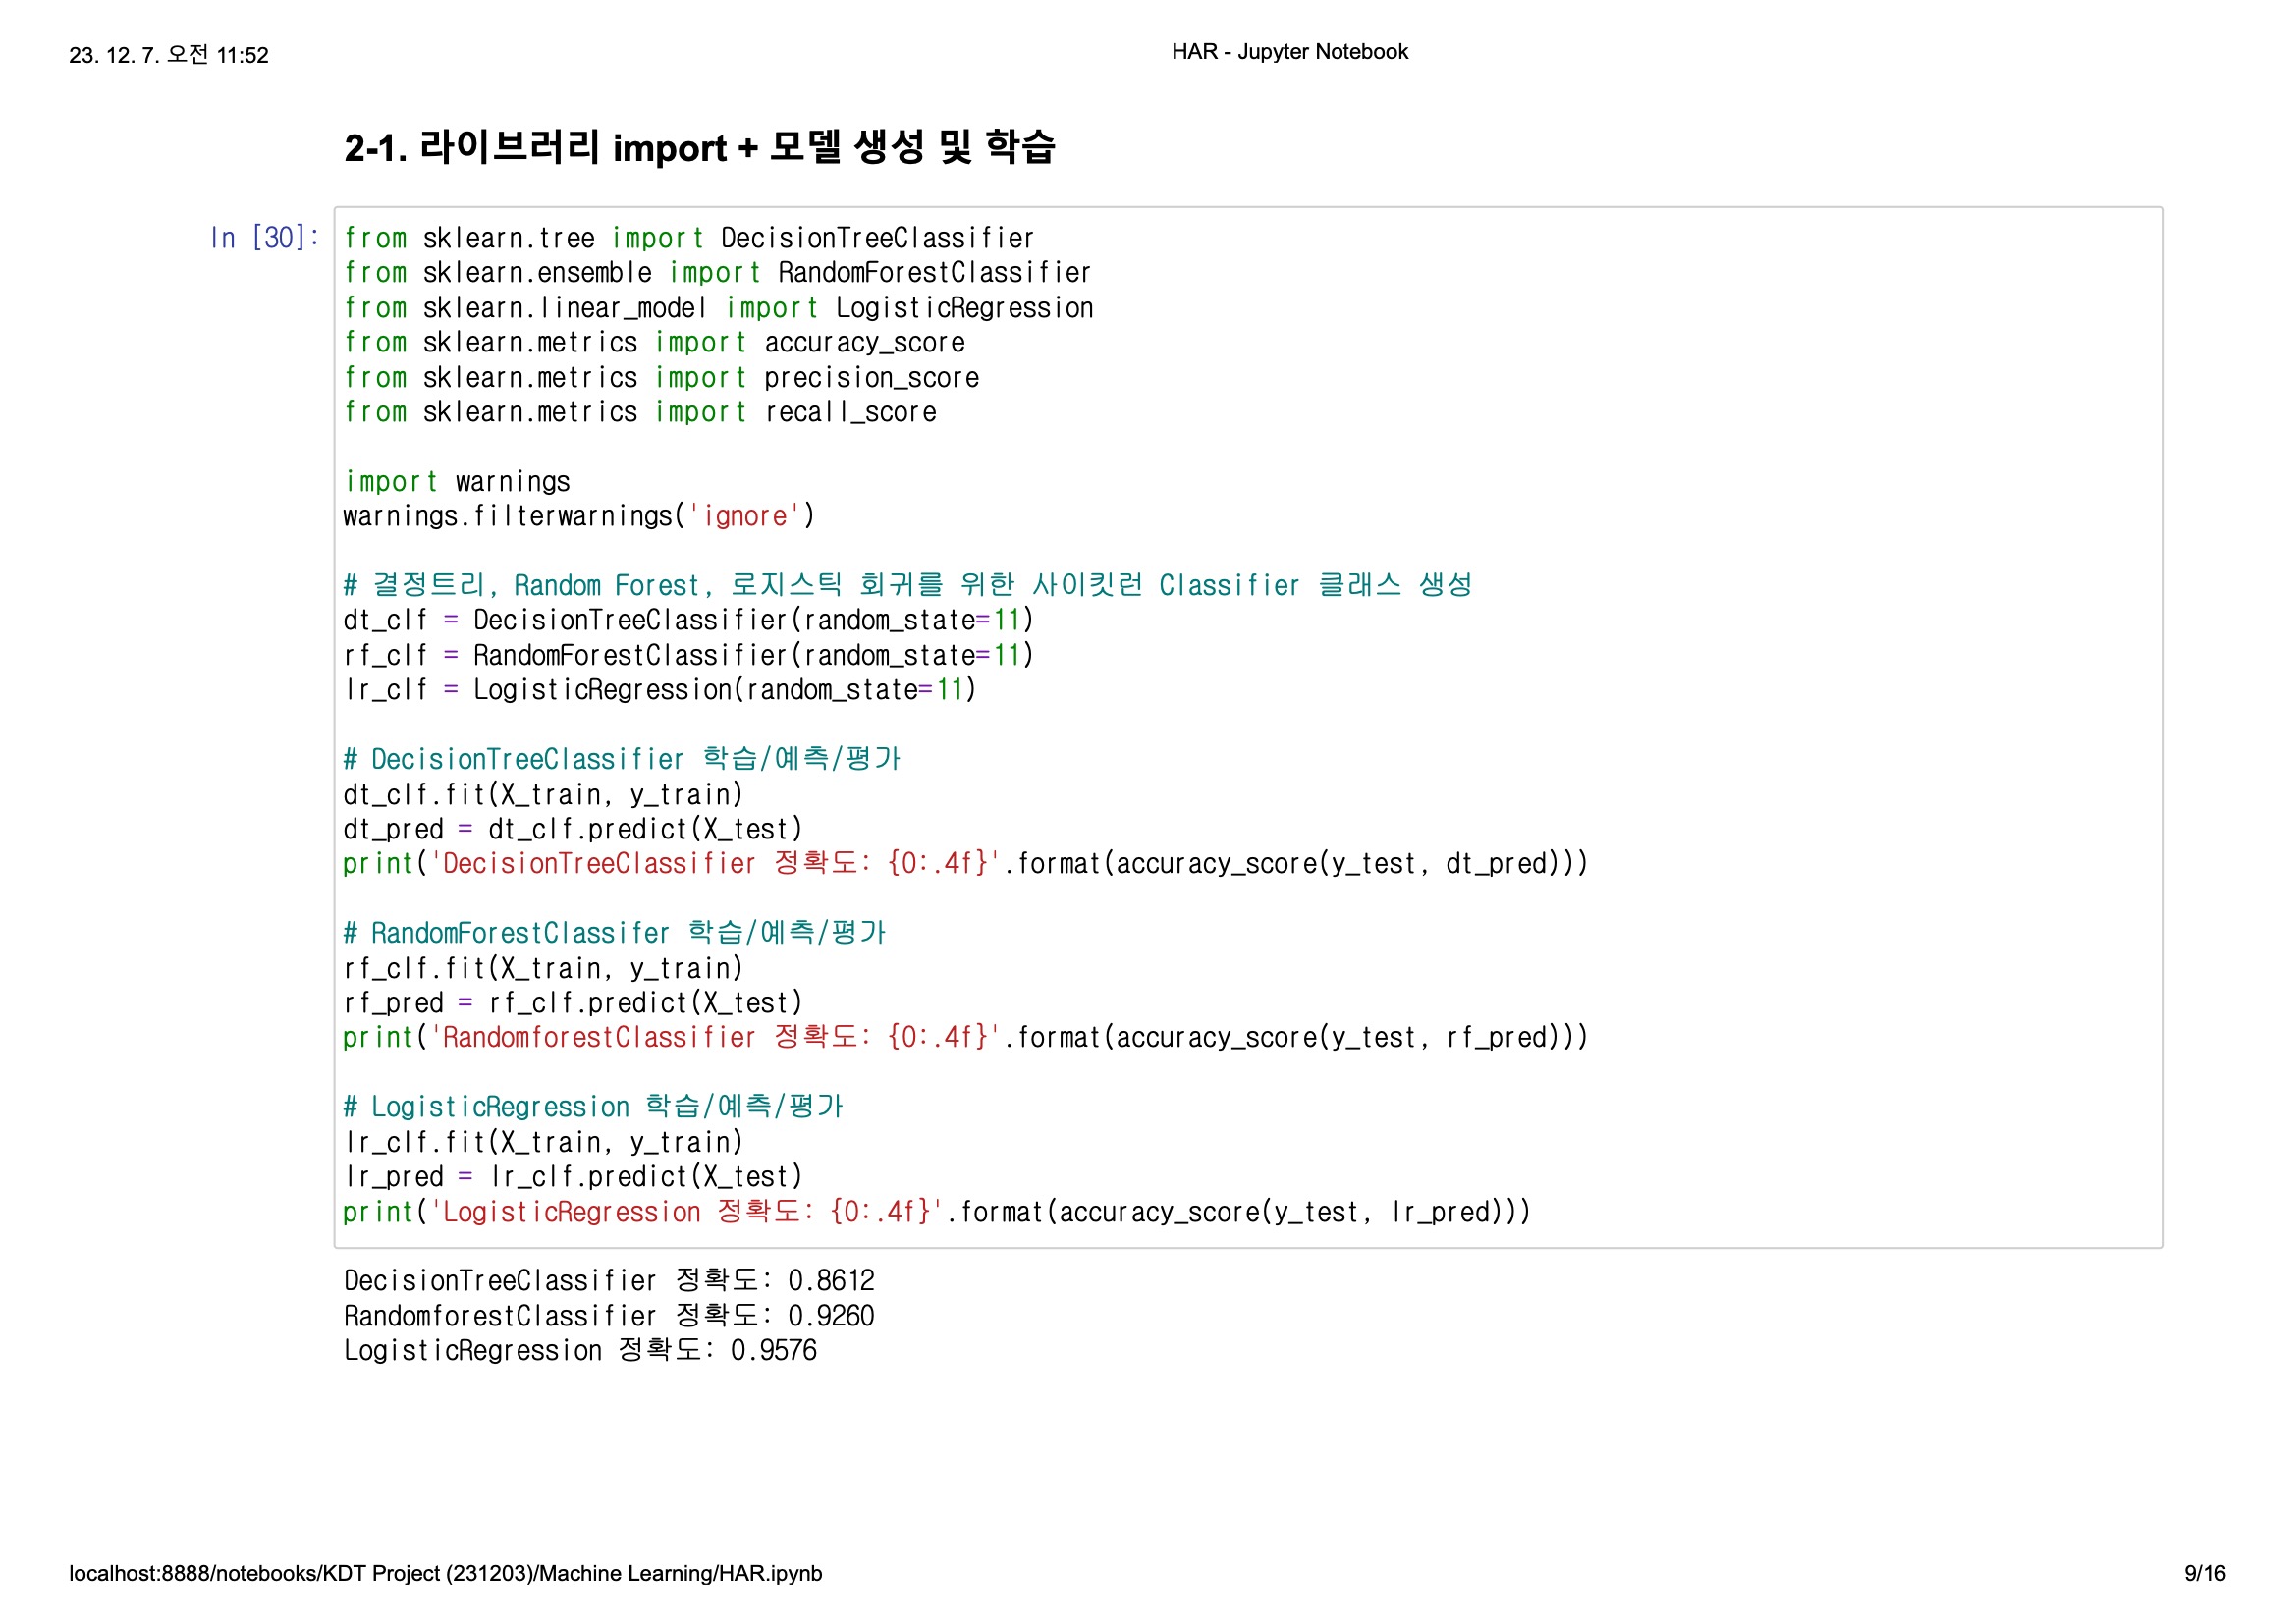 23. 12. 7. 오전 11:52
HAR - Jupyter Notebook
2-1. 라이브러리 import + 모델 생성 및 학습
In [30]:
from sklearn.tree import DecisionTreeClassifier
from sklearn.ensemble import RandomForestClassifier
from sklearn.linear_model import LogisticRegression
from sklearn.metrics import accuracy_score
from sklearn.metrics import precision_score
from sklearn.metrics import recall_score
import warnings
warnings.filterwarnings('ignore')
# 결정트리, Random Forest, 로지스틱 회귀를 위한 사이킷런 Classifier 클래스 생성
dt_clf = DecisionTreeClassifier(random_state=11)
rf_clf = RandomForestClassifier(random_state=11)
lr_clf = LogisticRegression(random_state=11)
# DecisionTreeClassifier 학습/예측/평가
dt_clf.fit(X_train, y_train)
dt_pred = dt_clf.predict(X_test)
print('DecisionTreeClassifier 정확도: {0:.4f}'.format(accuracy_score(y_test, dt_pred)))
# RandomForestClassifer 학습/예측/평가
rf_clf.fit(X_train, y_train)
rf_pred = rf_clf.predict(X_test)
print('RandomforestClassifier 정확도: {0:.4f}'.format(accuracy_score(y_test, rf_pred)))
# LogisticRegression 학습/예측/평가
lr_clf.fit(X_train, y_train)
lr_pred = lr_clf.predict(X_test)
print('LogisticRegression 정확도: {0:.4f}'.format(accuracy_score(y_test, lr_pred)))
DecisionTreeClassifier 정확도: 0.8612
RandomforestClassifier 정확도: 0.9260
LogisticRegression 정확도: 0.9576
localhost:8888/notebooks/KDT Project (231203)/Machine Learning/HAR.ipynb
9/16